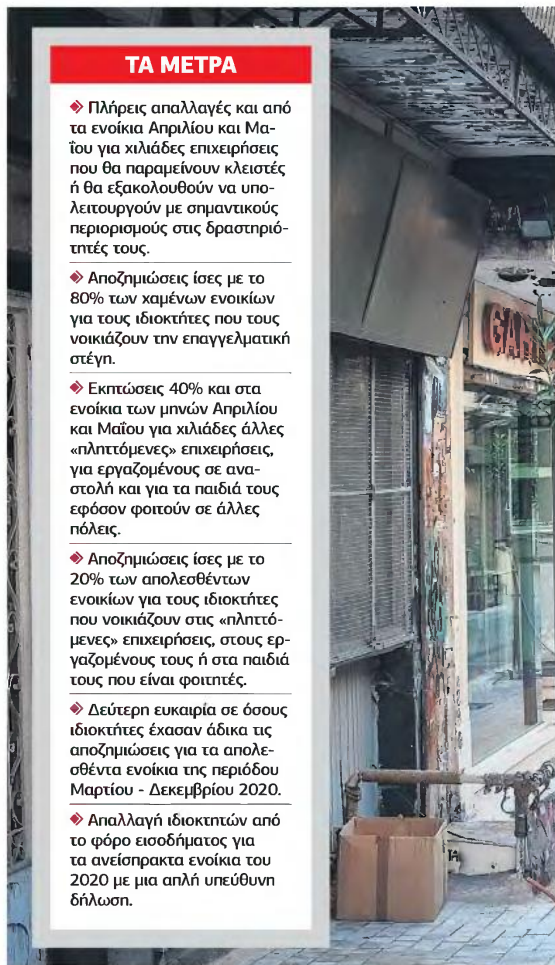 ΤΑ ΜΕΤΡΑ
Πλήρεις απαλλαγές και από
τα ενοίκια Απριλίου και Μα-
ΐου για χιλιάδες επιχειρήσεις
που θα παραμείνουν κλειστές
ή θα εξακολουθούν να υπο-
λειτουργούν με σημαντικούς
περιορισμούς στις δραστηριό-
τητές τους.
Αποζημιώσεις ίσες με το
80% των χαμένων ενοικίων
για τους ιδιοκτήτες που τους
νοικιάζουν την επαγγελματική
στέγη.
Εκπτώσεις 40% και στα
ενοίκια των μηνών Απριλίου
και Μαΐου για χιλιάδες άλλες
«πληττόμενες» επιχειρήσεις,
για εργαζομένους σε ανα-
στολή και για τα παιδιά τους
εφόσον φοιτούν σε άλλες
πόλεις.
Αποζημιώσεις ίσες με το
20% των απολεσθέντων
ενοικίων για τους ιδιοκτήτες
που νοικιάζουν στις «πληττό-
μενες» επιχειρήσεις, στους ερ-
γαζομένους τους ή στα παιδιά
τους που είναι φοιτητές.
Δεύτερη ευκαιρία σε όσους
ιδιοκτήτες έχασαν άδικα τις
αποζημιώσεις για τα απολε-
σθέντα ενοίκια της περιόδου
Μαρτίου - Δεκεμβρίου 2020.
Απαλλαγή ιδιοκτητών από
το φόρο εισοδήματος για
τα ανείσπρακτα ενοίκια του
2020 με μια απλή υπεύθυνη
δήλωση.